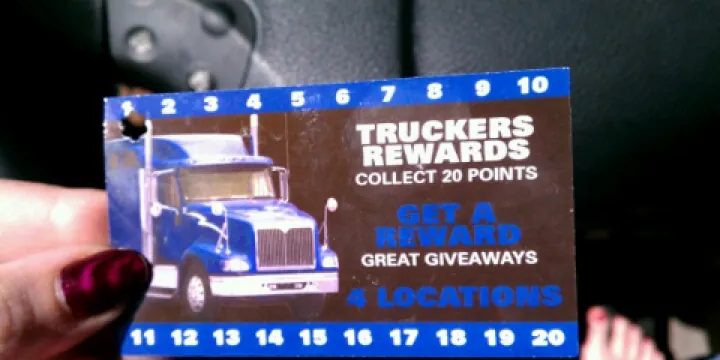 1 2 3 4 5 6 7 8 9 10
TRUCKERS
REWARDS
COLLECT 20 POINTS
GET A
REWARD
GREAT GIVEAWAYS
4 LOCATIONS
11 12 13 14 15 16 17 18 19 20